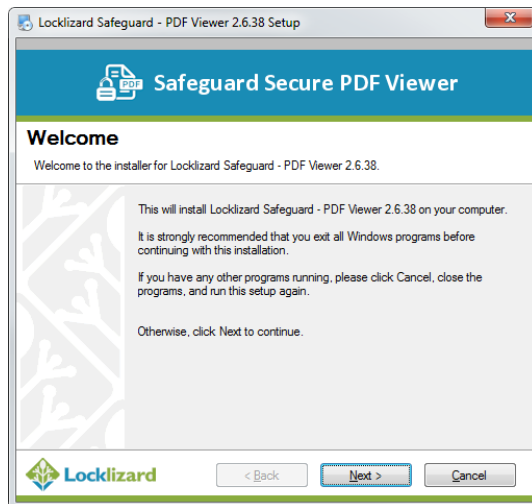 Locklizard Safeguard - PDF Viewer 2.6.38 Setup
PDF Safeguard Secure PDF Viewer
Welcome
Welcome to the installer for Locklizard Safeguard - PDF Viewer 2.6.38.
This will install Locklizard Safeguard - PDF Viewer 2.6.38 on your computer.
It is strongly recommended that you exit all Windows programs before
continuing with this installation.
If you have any other programs running, please click Cancel, close the
programs, and run this setup again.
Otherwise, click Next to continue.
Locklizard < Back Next > Cancel